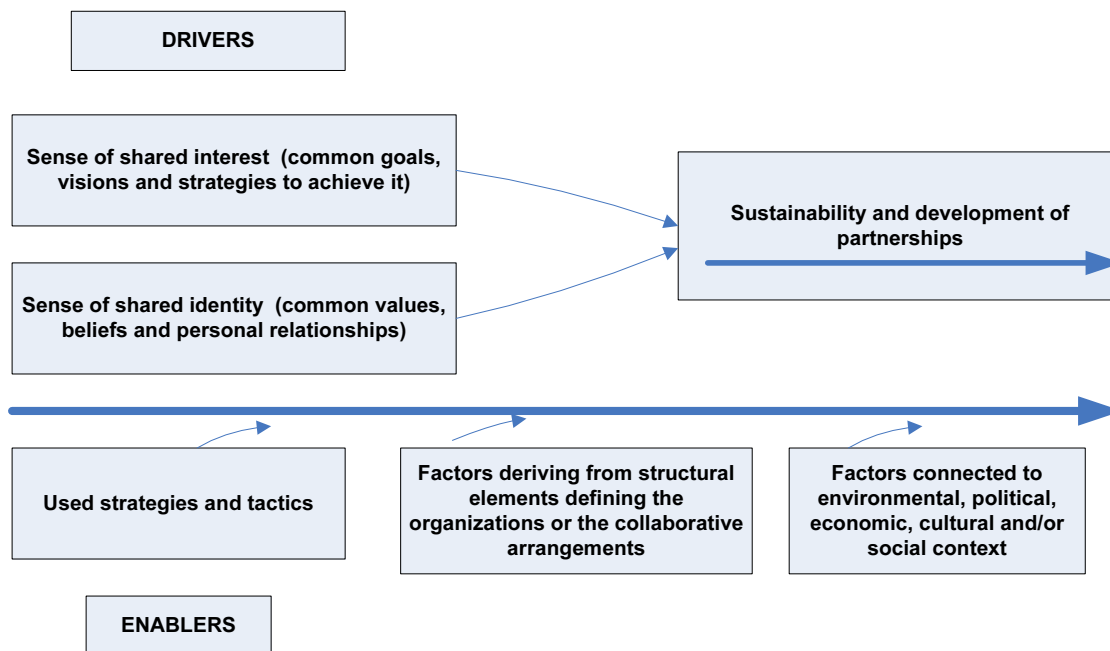 DRIVERS
Sense of shared interest  (common goals,
visions and strategies to achieve it)
Sustainability and development of
partnerships
Sense of shared identity  (common values,
beliefs and personal relationships)
Used strategies and tactics
Factors deriving from structural
elements defining the
organizations or the collaborative
arrangements
Factors connected to
environmental, political,
economic, cultural and/or
social context
ENABLERS